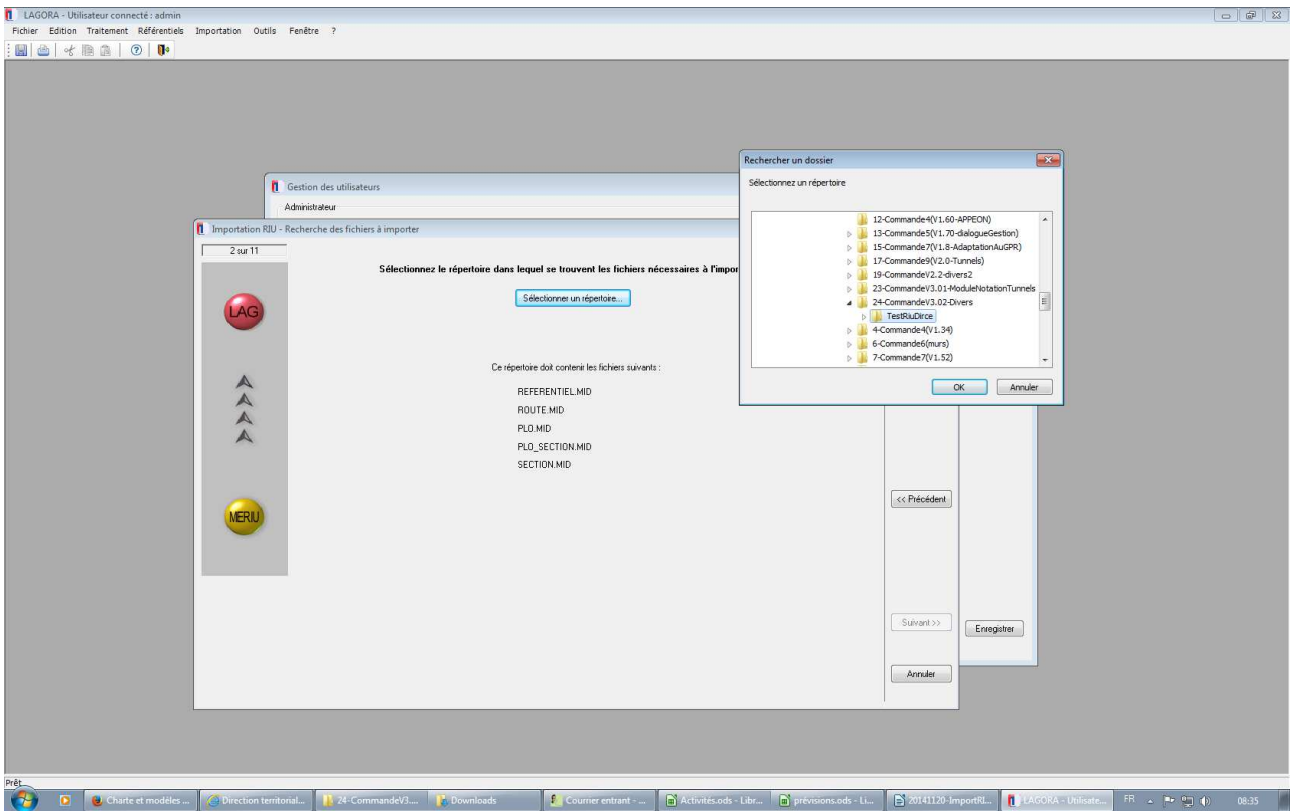 LAGORA - Utilisateur connecté : admin
Fichier Edition Traitement Référentiels Importation Outils Fenêtre ?
Rechercher un dossier
Sélectionnez un répertoire
12-Commande4(V1.60-APPEON)
13-Commande5(V1.70-dialogueGestion)
15-Commande7(V1.8-AdaptationAuGPR)
17-Commande9(V2.0-Tunnels)
19-CommandeV2.2-divers2
23-CommandeV3.01-ModuleNotationTunnels
24-CommandeV3.02-Divers
TestRiuDirce
4-Commande4(V1.34)
6-Commande6(murs)
7-Commande7(V1.52)
OK Annuler
Gestion des utilisateurs
Administrateur
Importation RIU - Recherche des fichiers à importer
2 sur 11
Sélectionnez le répertoire dans lequel se trouvent les fichiers nécessaires à l'impor
Sélectionner un répertoire...
LAG
Ce répertoire doit contenir les fichiers suivants :
REFERENTIEL.MID
ROUTE.MID
PLO.MID
PLO_SECTION.MID
SECTION.MID
MERIU
<< Précédent
Suivant >>
Enregistrer
Annuler
Prêt
Charte et modèles ... Direction territorial... 24-CommandeV3.... Downloads Courrier entrant - ... Activités.ods - Libr... prévisions.ods - Li... 20141120-ImportRI... LAGORA - Utilisate... FR 08:35